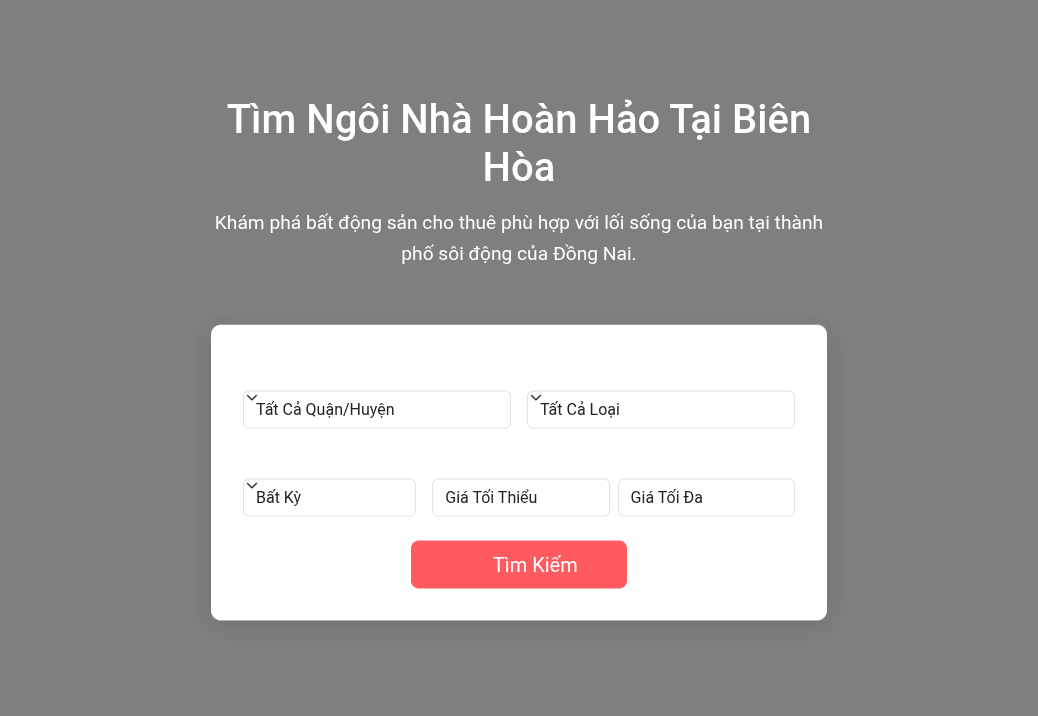 Tìm Ngôi Nhà Hoàn Hảo Tại Biên
Hòa
Khám phá bất động sản cho thuê phù hợp với lối sống của bạn tại thành
phố sôi động của Đồng Nai.
Tất Cả Quận/Huyện
Tất Cả Loại
Bất Kỳ
Giá Tối Thiểu
Giá Tối Đa
Tìm Kiếm